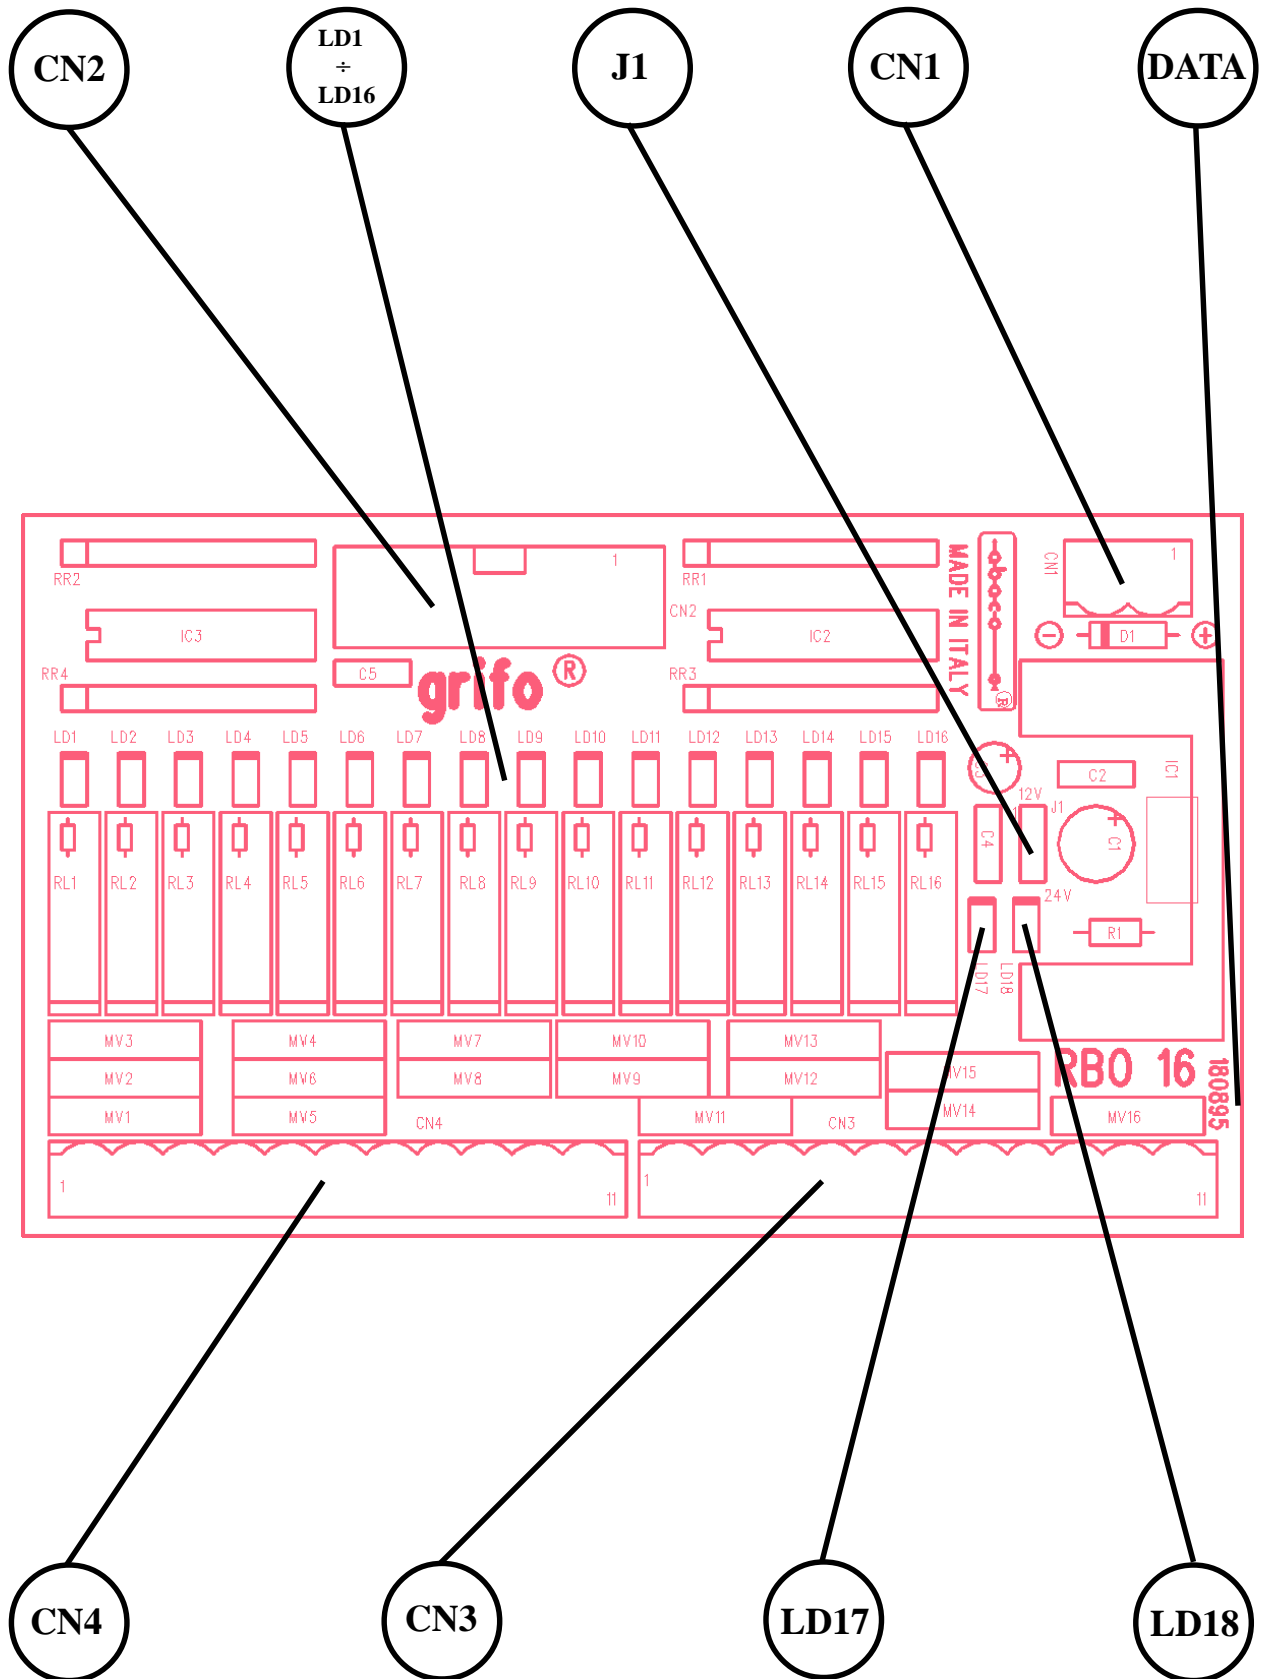 CN2
LD1
÷
LD16
J1
CN1
DATA
RR2
1
RR1
MADE IN ITALY
CN1
1
CN2
IC3
IC2
D1
RR4
C5
grifo ®
RR3
®
LD1 LD2 LD3 LD4 LD5 LD6 LD7 LD8 LD9 LD10 LD11 LD12 LD13 LD14 LD15 LD16
C3
C2
IC1
12V
1
J1
C4
C1
RL1 RL2 RL3 RL4 RL5 RL6 RL7 RL8 RL9 RL10 RL11 RL12 RL13 RL14 RL15 RL16
24V
R1
LD17
LD18
MV3 MV4 MV7 MV10 MV13
RBO 16
180895
MV2 MV6 MV8 MV9 MV12 MV15
MV1 MV5 CN4 MV11 CN3 MV14 MV16
1 11 1 11
CN4
CN3
LD17
LD18